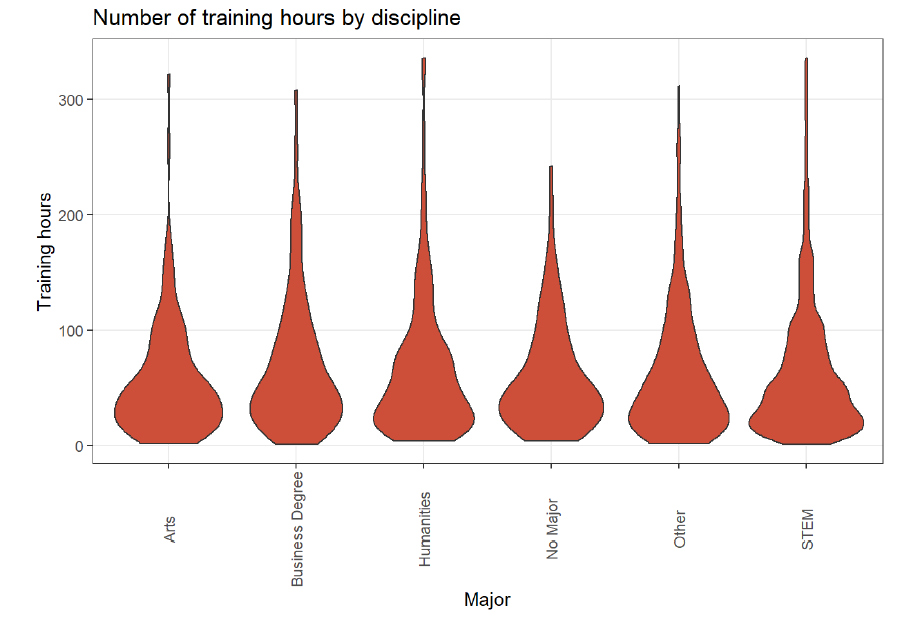 Number of training hours by discipline
300
200
100
0
Training hours
Arts
Business Degree
Humanities
No Major
Other
STEM
Major